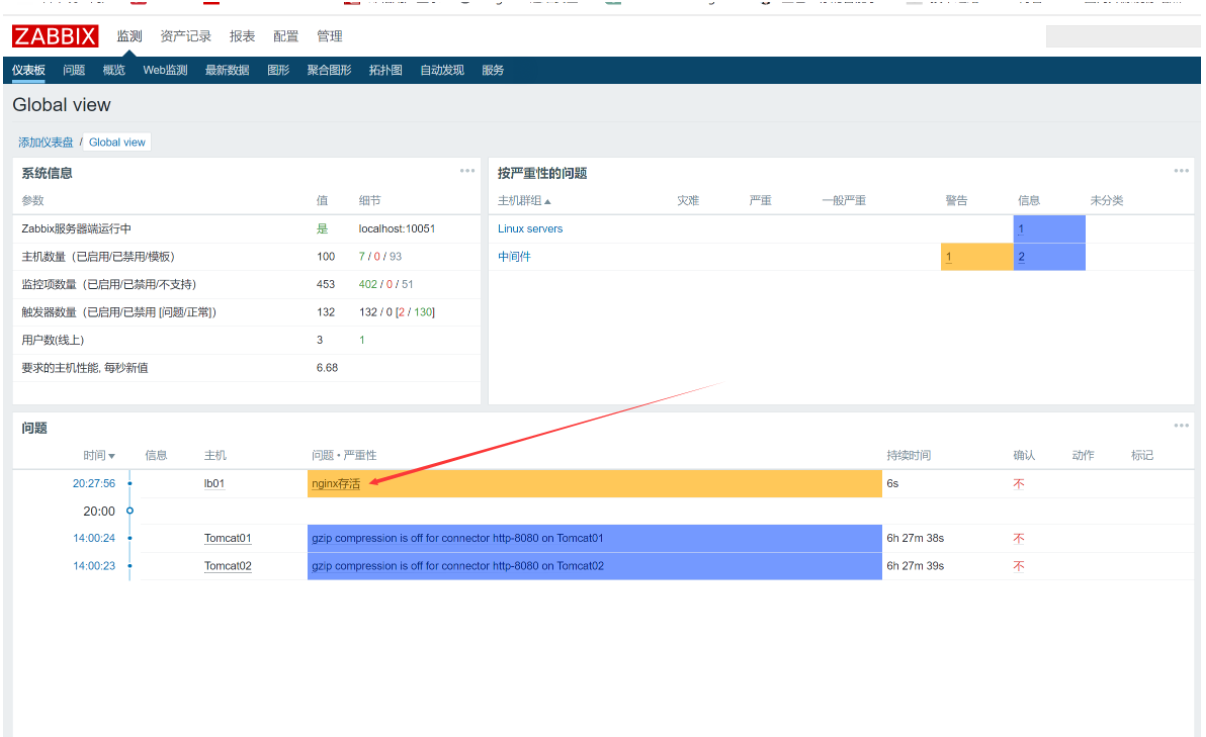 ZABBIX 监测 资产记录 报表 配置 管理
仪表板 问题 概览 Web监测 最新数据 图形 聚合图形 拓扑图 自动发现 服务
Global view
添加仪表盘 / Global view
系统信息
参数 值 细节
Zabbix服务器端运行中 是 localhost:10051
主机数量（已启用/已禁用/模板） 100 7 / 0 / 93
监控项数量（已启用/已禁用/不支持） 453 402 / 0 / 51
触发器数量（已启用/已禁用 [问题/正常]） 132 132 / 0 [2 / 130]
用户数(线上) 3 1
要求的主机性能, 每秒新值 6.68
按严重性的问题
主机群组 灾难 严重 一般严重 警告 信息 未分类
Linux servers 1
中间件 1 2
问题
时间 信息 主机 问题 • 严重性 持续时间 确认 动作 标记
20:27:56 lb01 nginx存活 6s 不
20:00
14:00:24 Tomcat01 gzip compression is off for connector http-8080 on Tomcat01 6h 27m 38s 不
14:00:23 Tomcat02 gzip compression is off for connector http-8080 on Tomcat02 6h 27m 39s 不